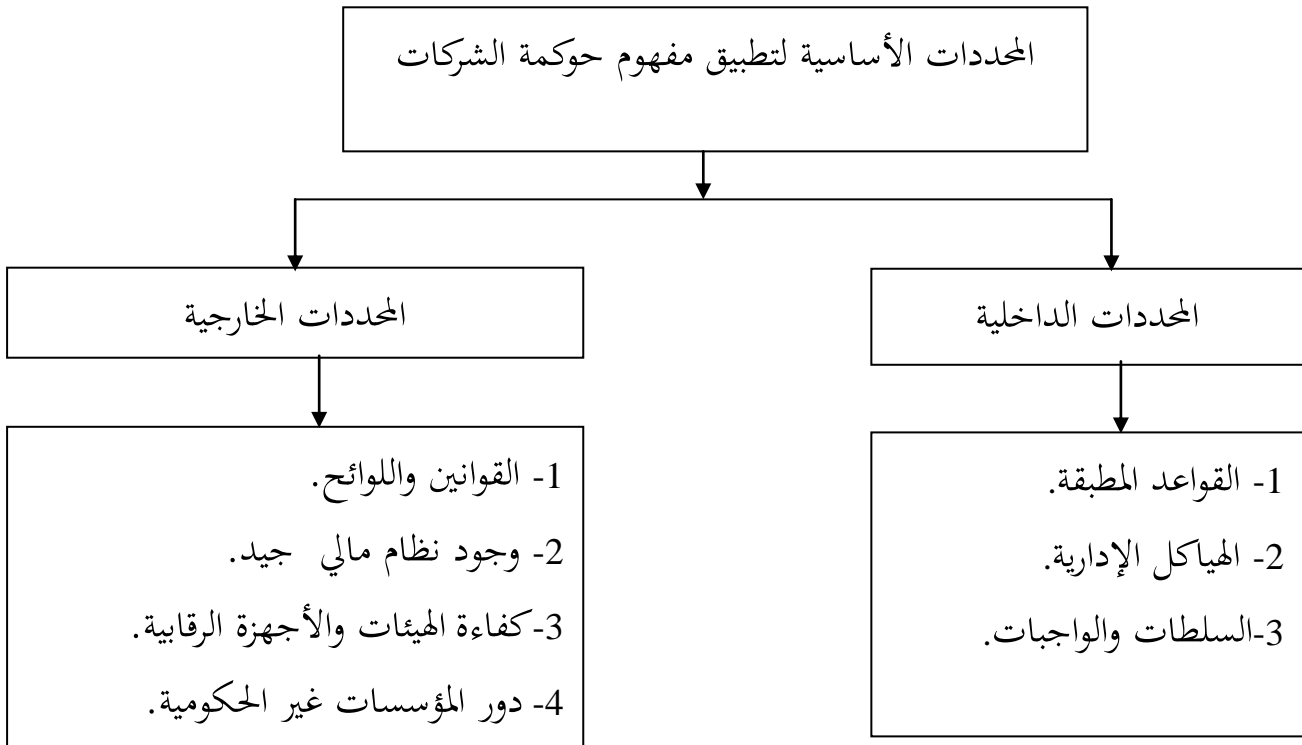 المحددات الأساسية لتطبيق مفهوم حوكمة الشركات
المحددات الداخلية
المحددات الخارجية
1- القواعد المطبقة.
2- الهياكل الإدارية.
3-السلطات والواجبات.
1- القوانين واللوائح.
2- وجود نظام مالي جيد.
3-كفاءة الهيئات والأجهزة الرقابية.
4- دور المؤسسات غير الحكومية.